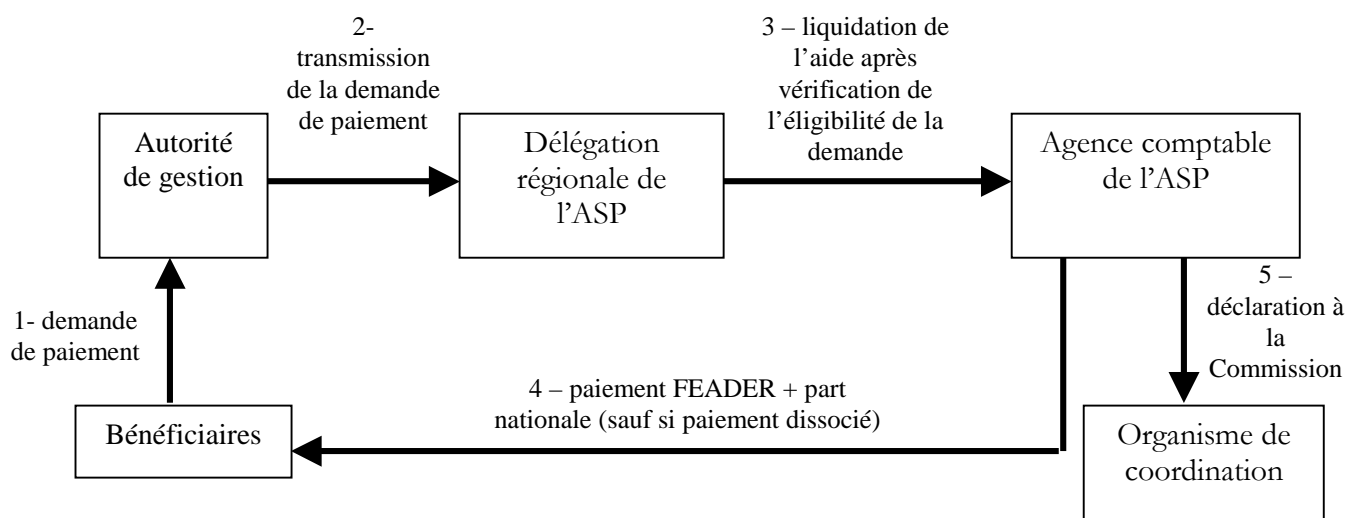 2-
transmission
de la demande
de paiement
3 – liquidation de
l’aide après
vérification de
l’éligibilité de la
demande
Autorité
de gestion
Délégation
régionale de
l’ASP
Agence comptable
de l’ASP
1- demande
de paiement
5 –
déclaration à
la
Commission
4 – paiement FEADER + part
nationale (sauf si paiement dissocié)
Bénéficiaires
Organisme de
coordination